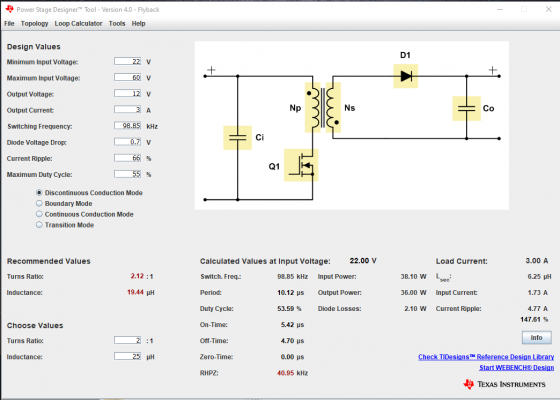 Power Stage Designer™ Tool - Version 4.0 - Flyback
File Topology Loop Calculator Tools Help
Design Values
Minimum Input Voltage: 22 V
Maximum Input Voltage: 60 V
Output Voltage: 12 V
Output Current: 3 A
Switching Frequency: 98.85 kHz
Diode Voltage Drop: 0.7 V
Current Ripple: 66 %
Maximum Duty Cycle: 55 %
Discontinuous Conduction Mode
Boundary Mode
Continuous Conduction Mode
Transition Mode
D1
+ +
Np Ns
Ci Co
Q1
Recommended Values
Turns Ratio: 2.12 : 1
Inductance: 19.44 µH
Choose Values
Turns Ratio: 2 : 1
Inductance: 25 µH
Calculated Values at Input Voltage: 22.00 V Load Current: 3.00 A
Switch. Freq.: 98.85 kHz Input Power: 38.10 W Lsec: 6.25 µH
Period: 10.12 µs Output Power: 36.00 W Input Current: 1.73 A
Duty Cycle: 53.59 % Diode Losses: 2.10 W Current Ripple: 4.77 A
147.61 %
On-Time: 5.42 µs
Off-Time: 4.70 µs
Zero-Time: 0.00 µs
RHPZ: 40.95 kHz
Info
Check TIDesigns™ Reference Design Library
Start WEBENCH® Design
TEXAS INSTRUMENTS